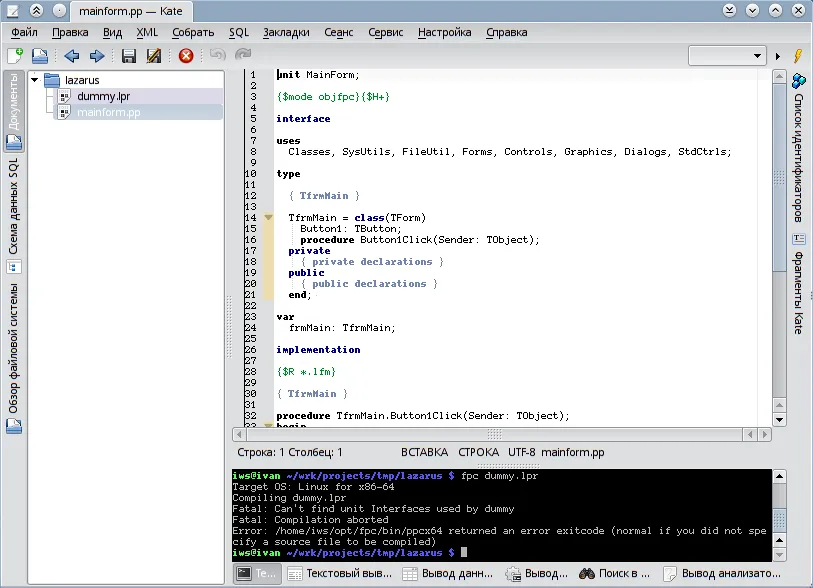 mainform.pp — Kate
Файл Правка Вид XML Собрать SQL Закладки Сеанс Сервис Настройка Справка
Документы
Схема данных SQL
Обзор файловой системы
lazarus
dummy.lpr
mainform.pp
1 unit MainForm;
2
3 {$mode objfpc}{$H+}
4
5 interface
6
7 uses
8 Classes, SysUtils, FileUtil, Forms, Controls, Graphics, Dialogs, StdCtrls;
9
10 type
11
12 { TfrmMain }
13
14 TfrmMain = class(TForm)
15 Button1: TButton;
16 procedure Button1Click(Sender: TObject);
17 private
18 { private declarations }
19 public
20 { public declarations }
21 end;
22
23 var
24 frmMain: TfrmMain;
25
26 implementation
27
28 {$R *.lfm}
29
30 { TfrmMain }
31
32 procedure TfrmMain.Button1Click(Sender: TObject);
33 begin
Список идентификаторов
Фрагменты Kate
Строка: 1 Столбец: 1 ВСТАВКА СТРОКА UTF-8 mainform.pp
iws@ivan ~/wrk/projects/tmp/lazarus $ fpc dummy.lpr
Target OS: Linux for x86-64
Compiling dummy.lpr
Fatal: Can't find unit Interfaces used by dummy
Fatal: Compilation aborted
Error: /home/iws/opt/fpc/bin/ppcx64 returned an error exitcode (normal if you did not spe
cify a source file to be compiled)
iws@ivan ~/wrk/projects/tmp/lazarus $
Те... Текстовый выв... Вывод данн... Вывод... Поиск в ... Вывод анализато...